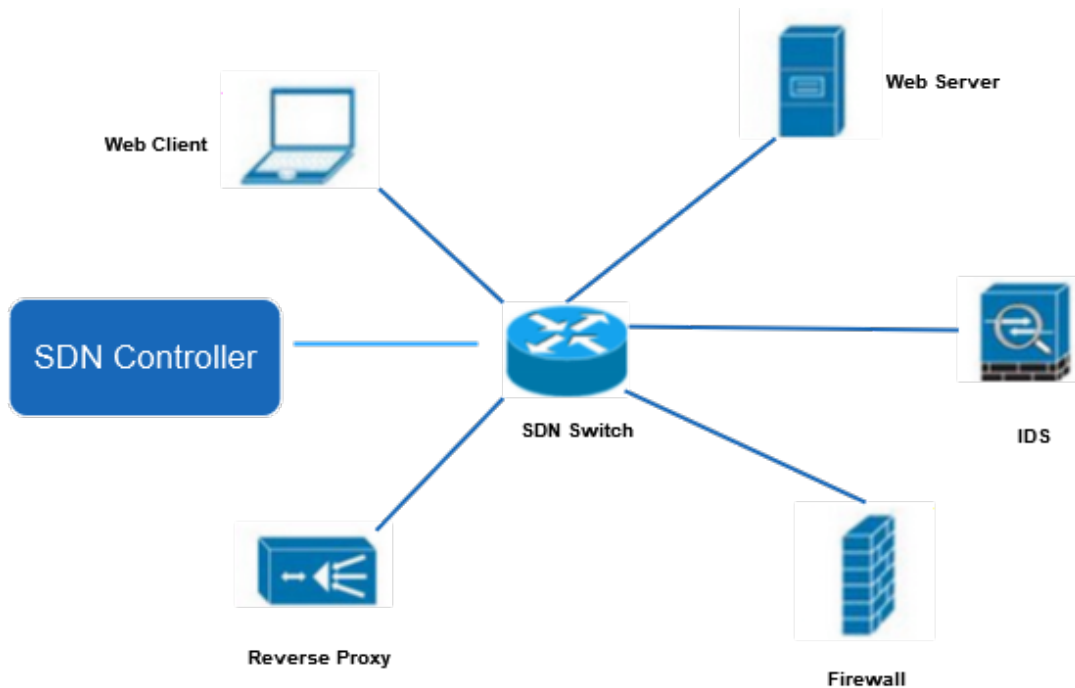 Web Server
Web Client
SDN Controller
SDN Switch
IDS
Reverse Proxy
Firewall